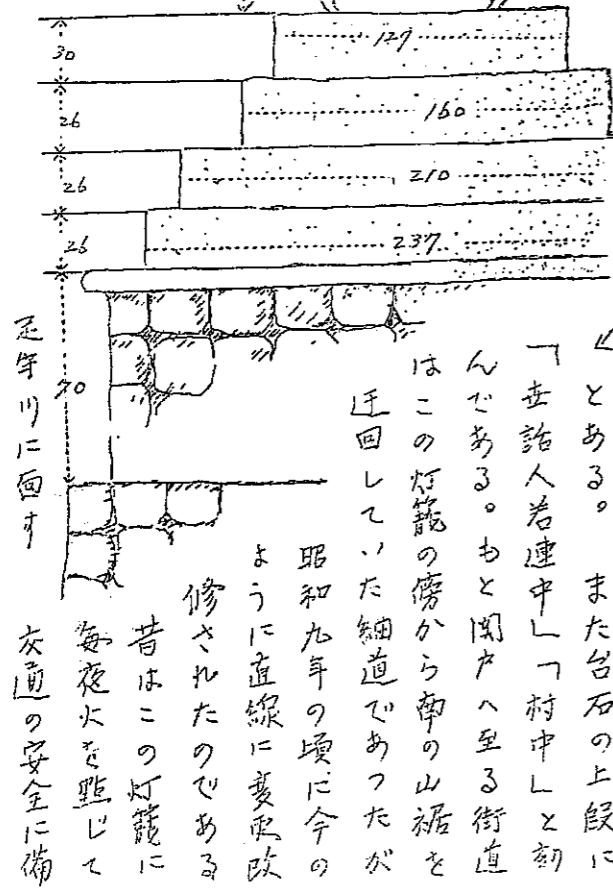 とある。 また台石の上段に
「世話人若連中」「村中」と刻
んである。もと関戸へ至る街道
はこの灯籠の傍から南の山裾を
迂回していた細道であつたが
昭和九年の頃に今の
ように直線に変更改
修されたのである
昔はこの灯籠に
毎夜火を點じて
交通の安全に備
30
129
26
160
26
210
26
237
70
川に面す